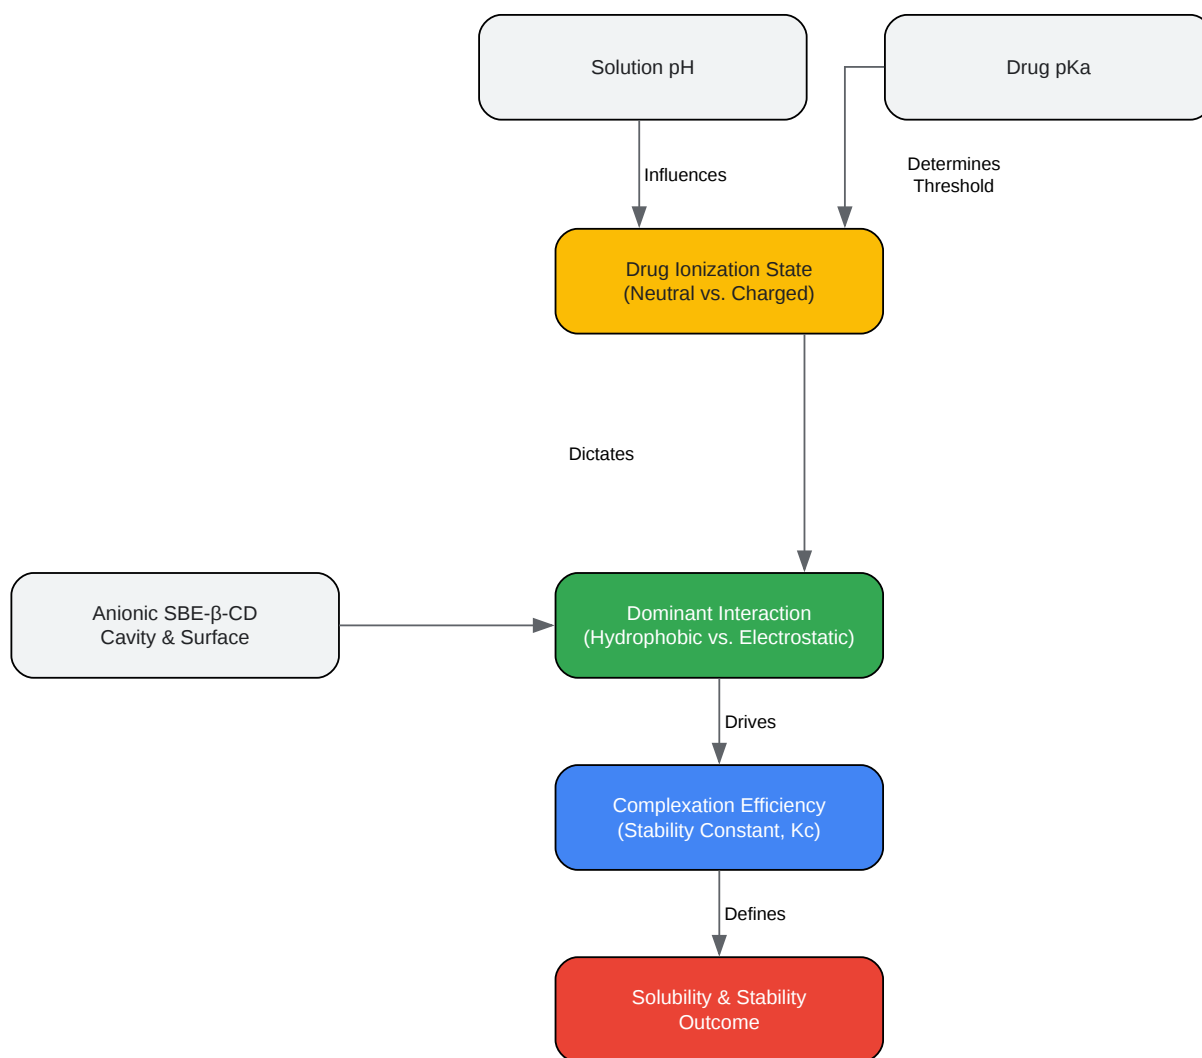 Solution pH
Drug pKa
Influences
Determines
Threshold
Drug Ionization State
(Neutral vs. Charged)
Dictates
Anionic SBE-β-CD
Cavity & Surface
Dominant Interaction
(Hydrophobic vs. Electrostatic)
Drives
Complexation Efficiency
(Stability Constant, Kc)
Defines
Solubility & Stability
Outcome